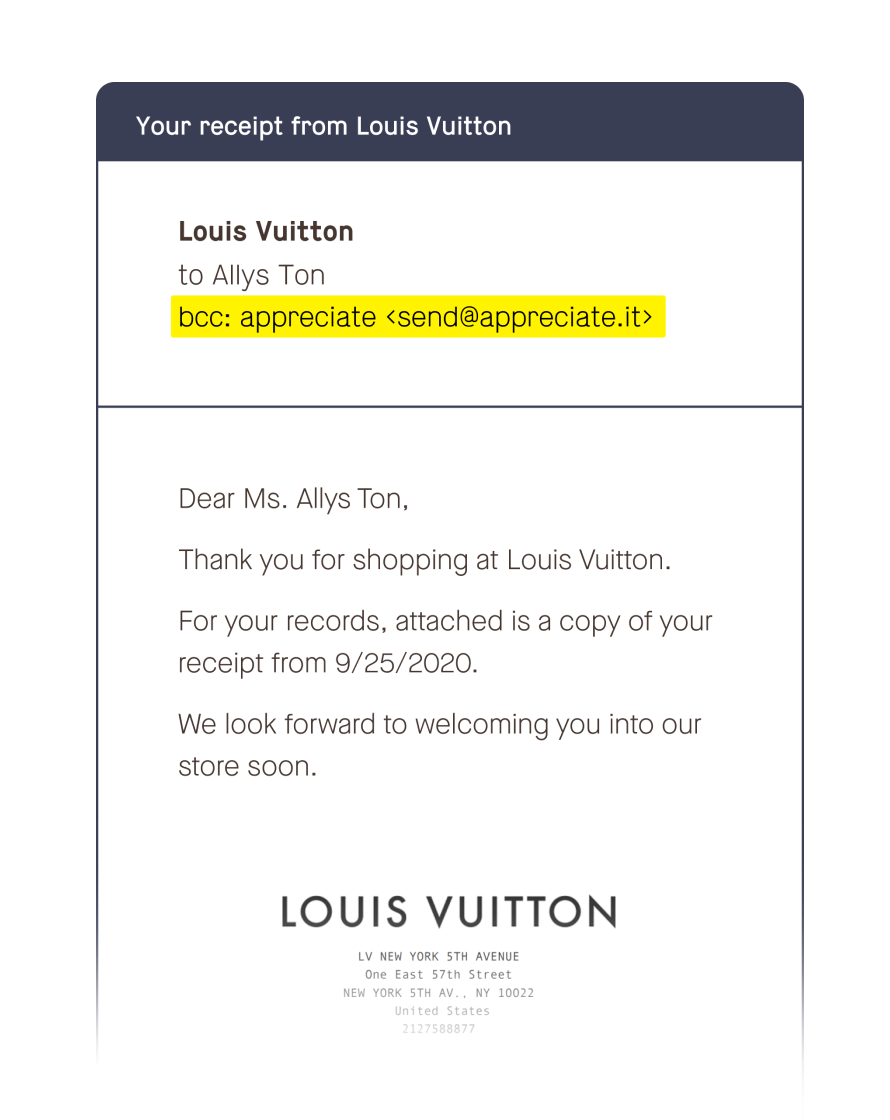 Your receipt from Louis Vuitton
Louis Vuitton
to Allys Ton
bcc: appreciate <send@appreciate.it>
Dear Ms. Allys Ton,
Thank you for shopping at Louis Vuitton.
For your records, attached is a copy of your
receipt from 9/25/2020.
We look forward to welcoming you into our
store soon.
LOUIS VUITTON
LV NEW YORK 5TH AVENUE
One East 57th Street
NEW YORK 5TH AV., NY 10022
United States
2127588877